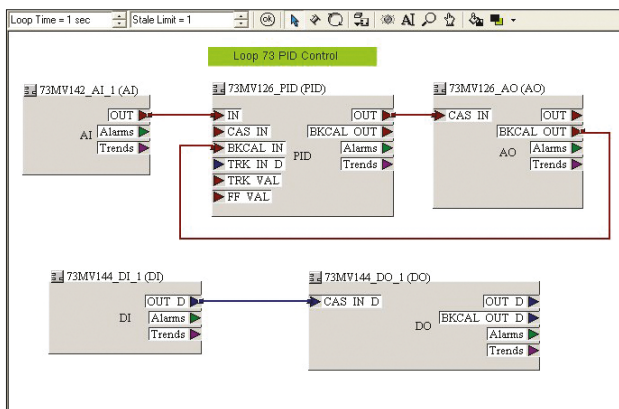 Loop Time = 1 sec
Stale Limit = 1
ok
AI
Loop 73 PID Control
73MV142_AI_1 (AI)
OUT
AI
Alarms
Trends
73MV126_PID (PID)
IN
OUT
CAS IN
BKCAL OUT
BKCAL IN
Alarms
PID
TRK IN D
Trends
TRK VAL
FF VAL
73MV126_AO (AO)
CAS IN
OUT
BKCAL OUT
AO
Alarms
Trends
73MV144_DI_1 (DI)
OUT D
DI
Alarms
Trends
73MV144_DO_1 (DO)
CAS IN D
OUT D
DO
BKCAL OUT D
Alarms
Trends